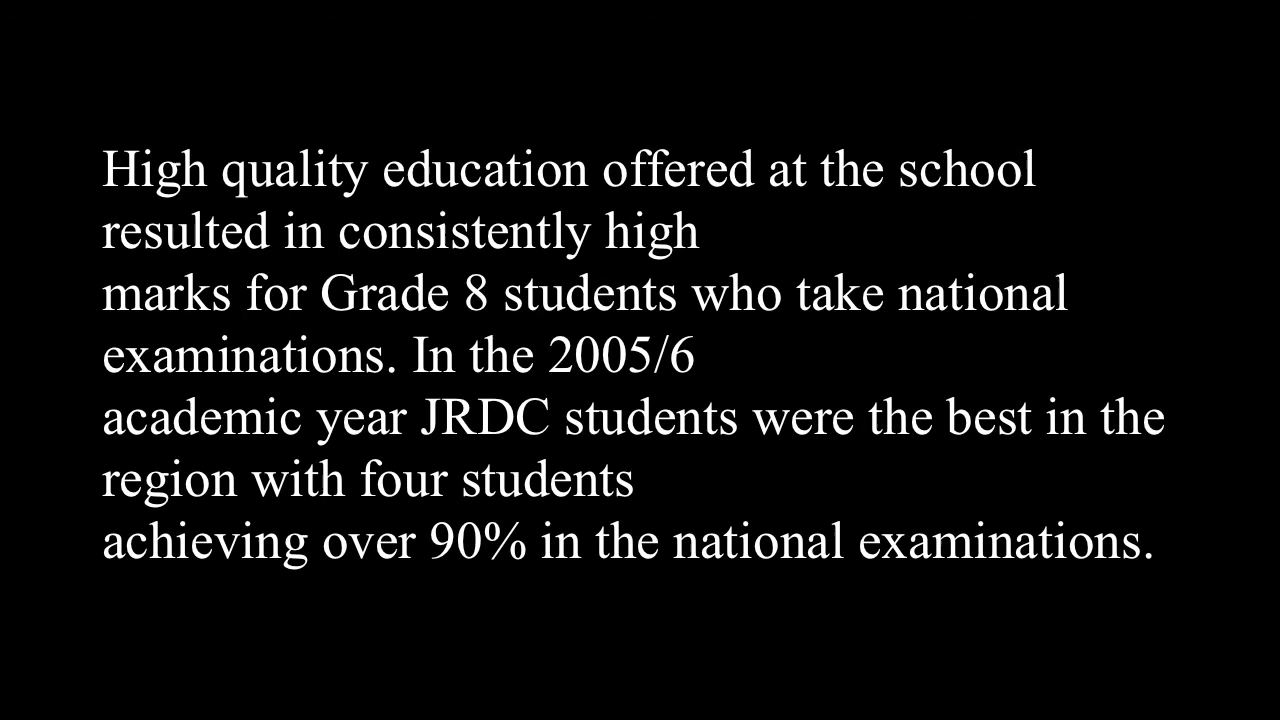 High quality education offered at the school
resulted in consistently high
marks for Grade 8 students who take national
examinations. In the 2005/6
academic year JRDC students were the best in the
region with four students
achieving over 90% in the national examinations.